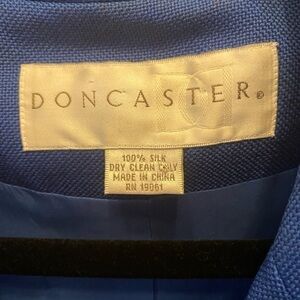 DONCASTER®
100% SILK
DRY CLEAN ONLY
MADE IN CHINA
RN 19061